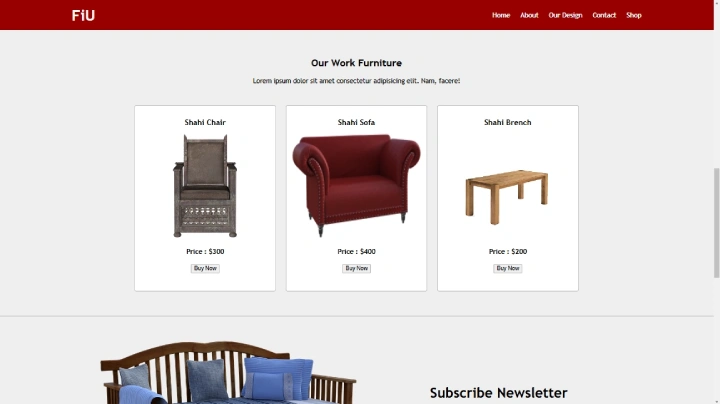 FiU
Home About Our Design Contact Shop
Our Work Furniture
Lorem ipsum dolor sit amet consectetur adipisicing elit. Nam, facere!
Shahi Chair
Price : $300
Buy Now
Shahi Sofa
Price : $400
Buy Now
Shahi Brench
Price : $200
Buy Now
Subscribe Newsletter